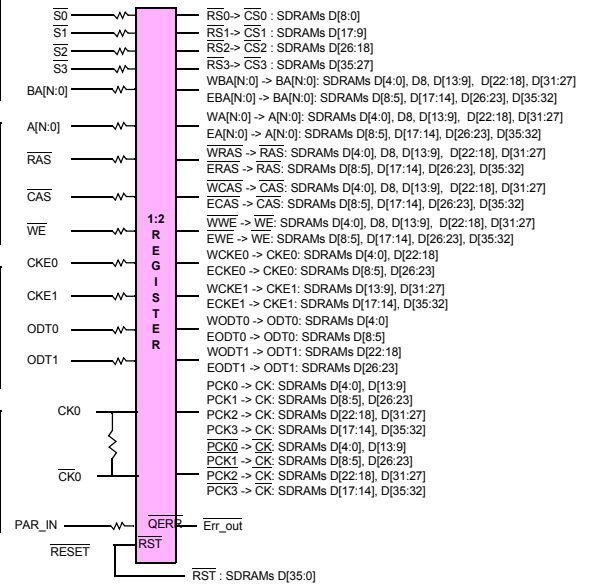 S0
RS0-> CS0 : SDRAMs D[8:0]
S1
RS1-> CS1 : SDRAMs D[17:9]
S2
RS2-> CS2 : SDRAMs D[26:18]
S3
RS3-> CS3 : SDRAMs D[35:27]
BA[N:0]
WBA[N:0] -> BA[N:0]: SDRAMs D[4:0], D8, D[13:9], D[22:18], D[31:27]
EBA[N:0] -> BA[N:0]: SDRAMs D[8:5], D[17:14], D[26:23], D[35:32]
A[N:0]
WA[N:0] -> A[N:0]: SDRAMs D[4:0], D8, D[13:9], D[22:18], D[31:27]
EA[N:0] -> A[N:0]: SDRAMs D[8:5], D[17:14], D[26:23], D[35:32]
RAS
WRAS -> RAS: SDRAMs D[4:0], D8, D[13:9], D[22:18], D[31:27]
ERAS -> RAS: SDRAMs D[8:5], D[17:14], D[26:23], D[35:32]
CAS
WCAS -> CAS: SDRAMs D[4:0], D8, D[13:9], D[22:18], D[31:27]
ECAS -> CAS: SDRAMs D[8:5], D[17:14], D[26:23], D[35:32]
WE
WWE -> WE: SDRAMs D[4:0], D8, D[13:9], D[22:18], D[31:27]
EWE -> WE: SDRAMs D[8:5], D[17:14], D[26:23], D[35:32]
CKE0
WCKE0 -> CKE0: SDRAMs D[4:0], D[22:18]
ECKE0 -> CKE0: SDRAMs D[8:5], D[26:23]
CKE1
WCKE1 -> CKE1: SDRAMs D[13:9], D[31:27]
ECKE1 -> CKE1: SDRAMs D[17:14], D[35:32]
ODT0
WODT0 -> ODT0: SDRAMs D[4:0]
EODT0 -> ODT0: SDRAMs D[8:5]
ODT1
WODT1 -> ODT1: SDRAMs D[22:18]
EODT1 -> ODT1: SDRAMs D[26:23]
1:2
R
E
G
I
S
T
E
R
CK0
PCK0 -> CK: SDRAMs D[4:0], D[13:9]
PCK1 -> CK: SDRAMs D[8:5], D[26:23]
PCK2 -> CK: SDRAMs D[22:18], D[31:27]
PCK3 -> CK: SDRAMs D[17:14], D[35:32]
CK0
PCK0 -> CK: SDRAMs D[4:0], D[13:9]
PCK1 -> CK: SDRAMs D[8:5], D[26:23]
PCK2 -> CK: SDRAMs D[22:18], D[31:27]
PCK3 -> CK: SDRAMs D[17:14], D[35:32]
PAR_IN
QERR
Err_out
RESET
RST
RST : SDRAMs D[35:0]